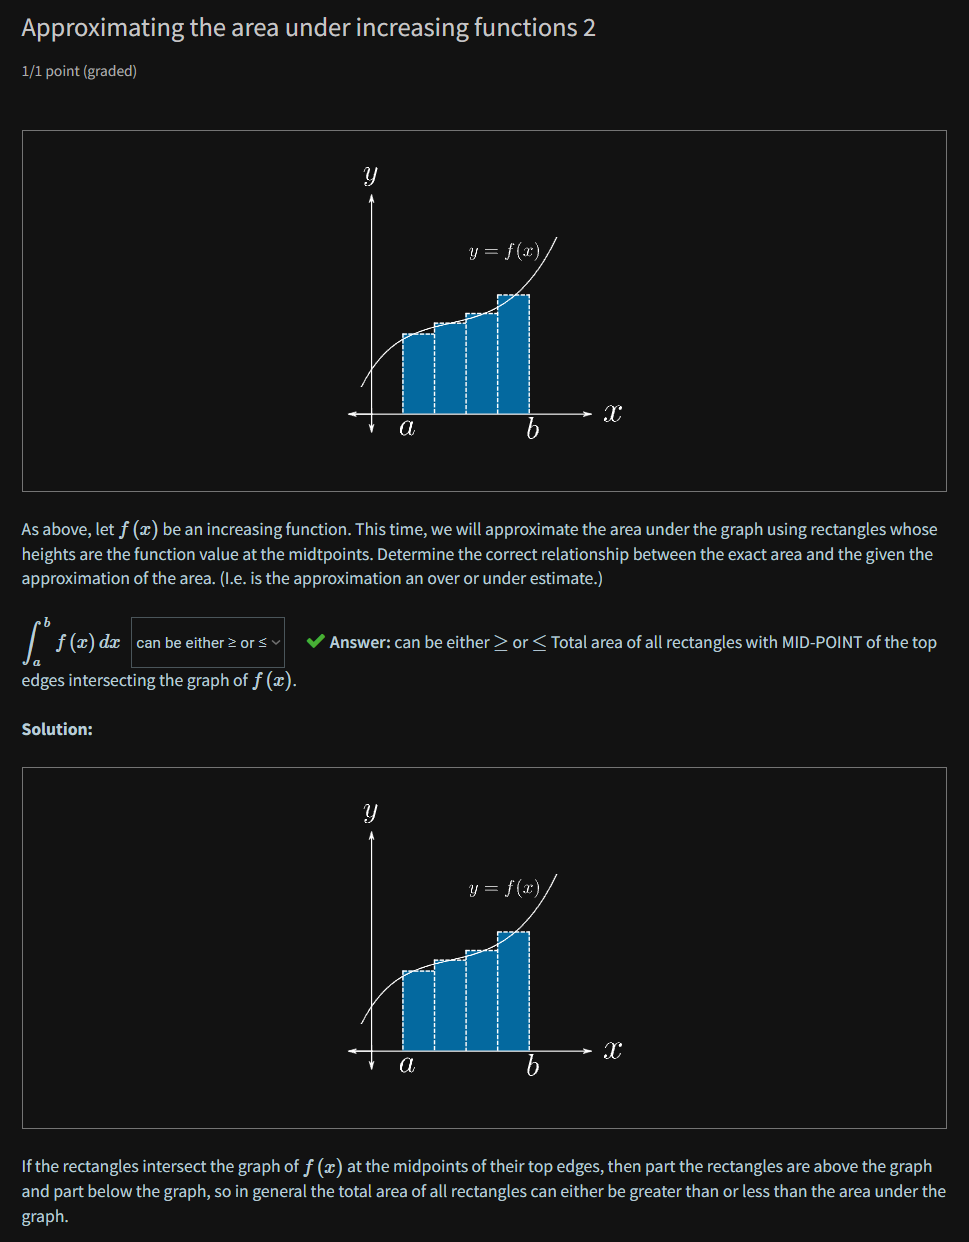 Approximating the area under increasing functions 2
1/1 point (graded)
y
y = f(x)
x
a
b
As above, let f (x) be an increasing function. This time, we will approximate the area under the graph using rectangles whose
heights are the function value at the midtpoints. Determine the correct relationship between the exact area and the given the
approximation of the area. (I.e. is the approximation an over or under estimate.)
∫_a^b f (x) dx can be either ≥ or ≤ ✔ Answer: can be either ≥ or ≤ Total area of all rectangles with MID-POINT of the top
edges intersecting the graph of f (x).
Solution:
y
y = f(x)
x
a
b
If the rectangles intersect the graph of f (x) at the midpoints of their top edges, then part the rectangles are above the graph
and part below the graph, so in general the total area of all rectangles can either be greater than or less than the area under the
graph.